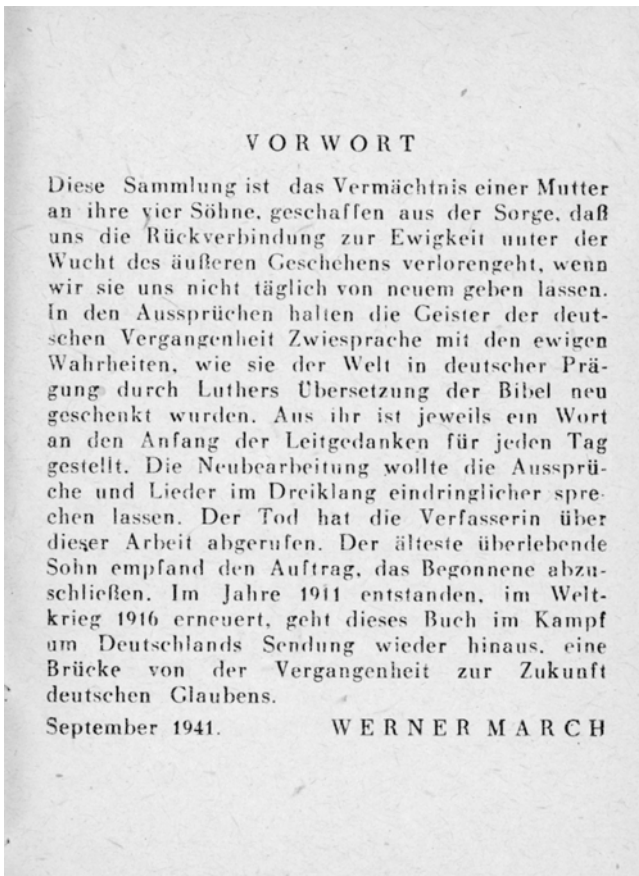 VORWORT
Diese Sammlung ist das Vermächtnis einer Mutter
an ihre vier Söhne, geschaffen aus der Sorge, daß
uns die Rückverbindung zur Ewigkeit unter der
Wucht des äußeren Geschehens verlorengeht, wenn
wir sie uns nicht täglich von neuem geben lassen.
In den Aussprüchen halten die Geister der deut-
schen Vergangenheit Zwiesprache mit den ewigen
Wahrheiten, wie sie der Welt in deutscher Prä-
gung durch Luthers Übersetzung der Bibel neu
geschenkt wurden. Aus ihr ist jeweils ein Wort
an den Anfang der Leitgedanken für jeden Tag
gestellt. Die Neubearbeitung wollte die Aussprü-
che und Lieder im Dreiklang eindringlicher spre-
chen lassen. Der Tod hat die Verfasserin über
dieser Arbeit abgerufen. Der älteste überlebende
Sohn empfand den Auftrag, das Begonnene abzu-
schließen. Im Jahre 1911 entstanden, im Welt-
krieg 1916 erneuert, geht dieses Buch im Kampf
um Deutschlands Sendung wieder hinaus, eine
Brücke von der Vergangenheit zur Zukunft
deutschen Glaubens.
September 1941. WERNER MARCH